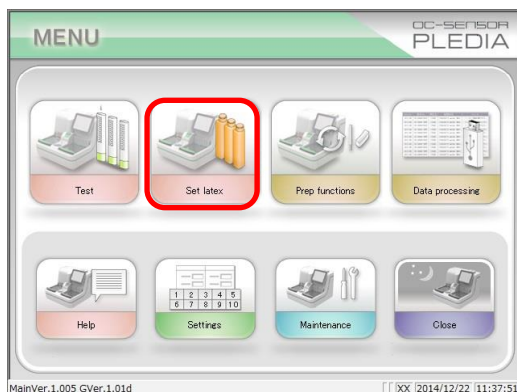 MENU
OC-SENSOR
PLEDIA
Test
Set latex
Prep functions
Data processing
1 2 3 4 5
6 7 8 9 10
Help
Settings
Maintenance
Close
MainVer.1.005 GVer.1.01d
XX 2014/12/22 11:37:51